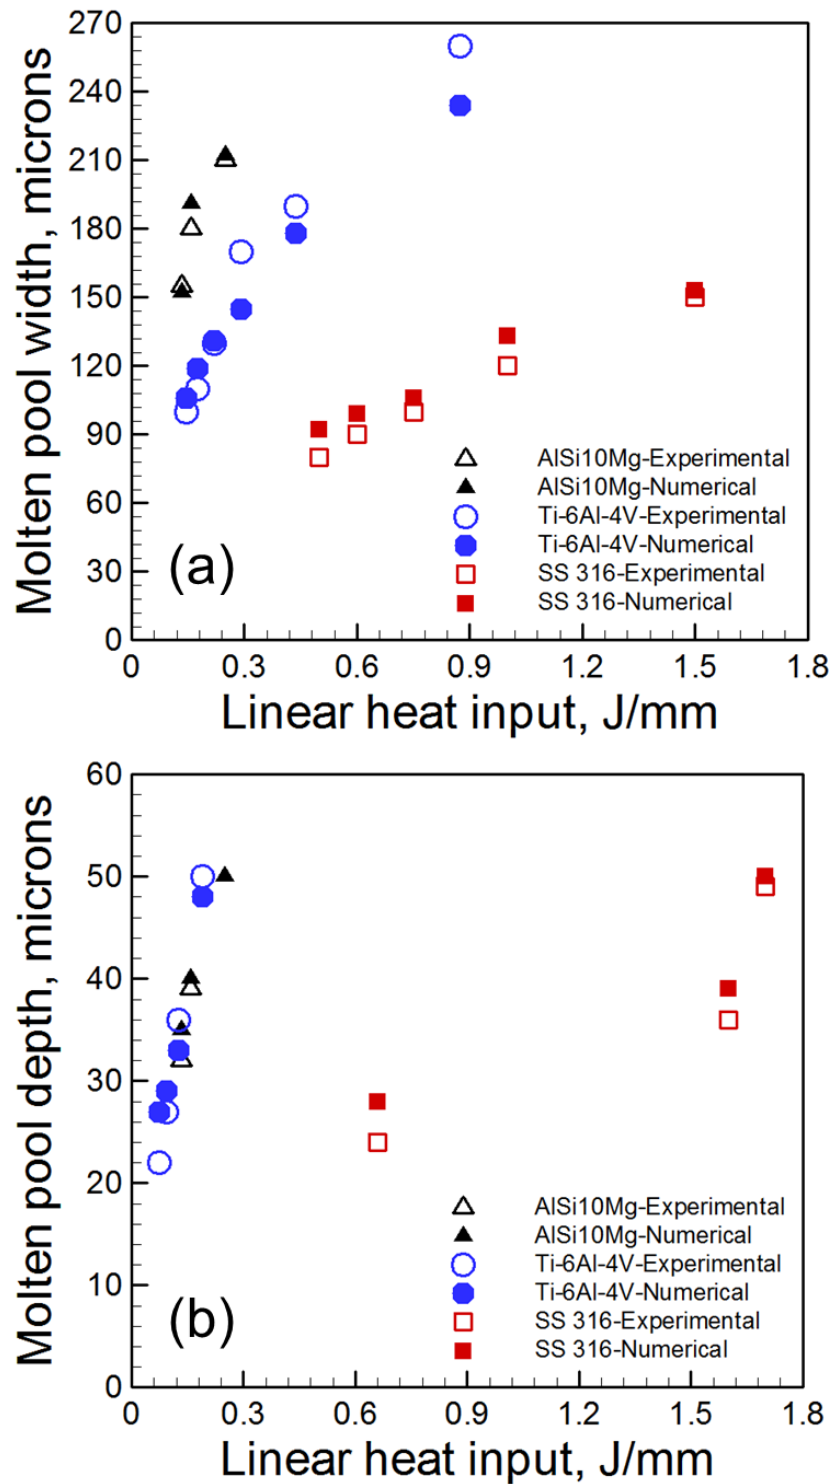 270
240
210
180
150
120
90
60
30
0
Molten pool width, microns
AlSi10Mg-Experimental
AlSi10Mg-Numerical
Ti-6Al-4V-Experimental
Ti-6Al-4V-Numerical
SS 316-Experimental
SS 316-Numerical
(a)
0 0.3 0.6 0.9 1.2 1.5 1.8
Linear heat input, J/mm
60
50
40
30
20
10
0
Molten pool depth, microns
AlSi10Mg-Experimental
AlSi10Mg-Numerical
Ti-6Al-4V-Experimental
Ti-6Al-4V-Numerical
SS 316-Experimental
SS 316-Numerical
(b)
0 0.3 0.6 0.9 1.2 1.5 1.8
Linear heat input, J/mm